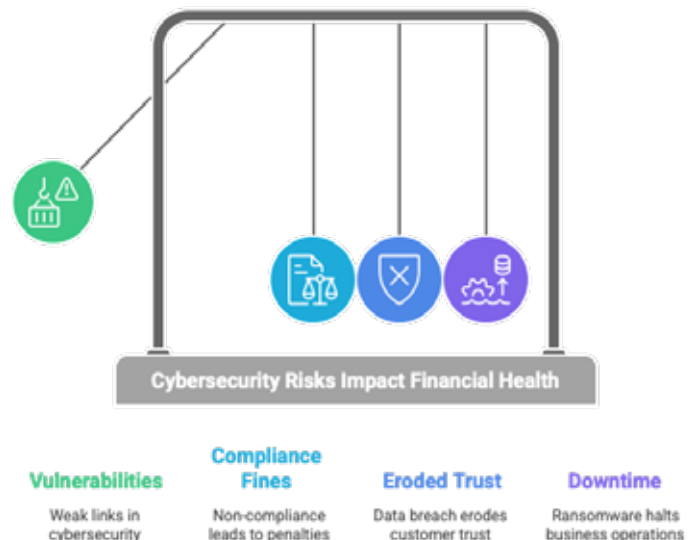 Cybersecurity Risks Impact Financial Health
Vulnerabilities
Weak links in
cybersecurity
Compliance
Fines
Non-compliance
leads to penalties
Eroded Trust
Data breach erodes
customer trust
Downtime
Ransomware halts
business operations